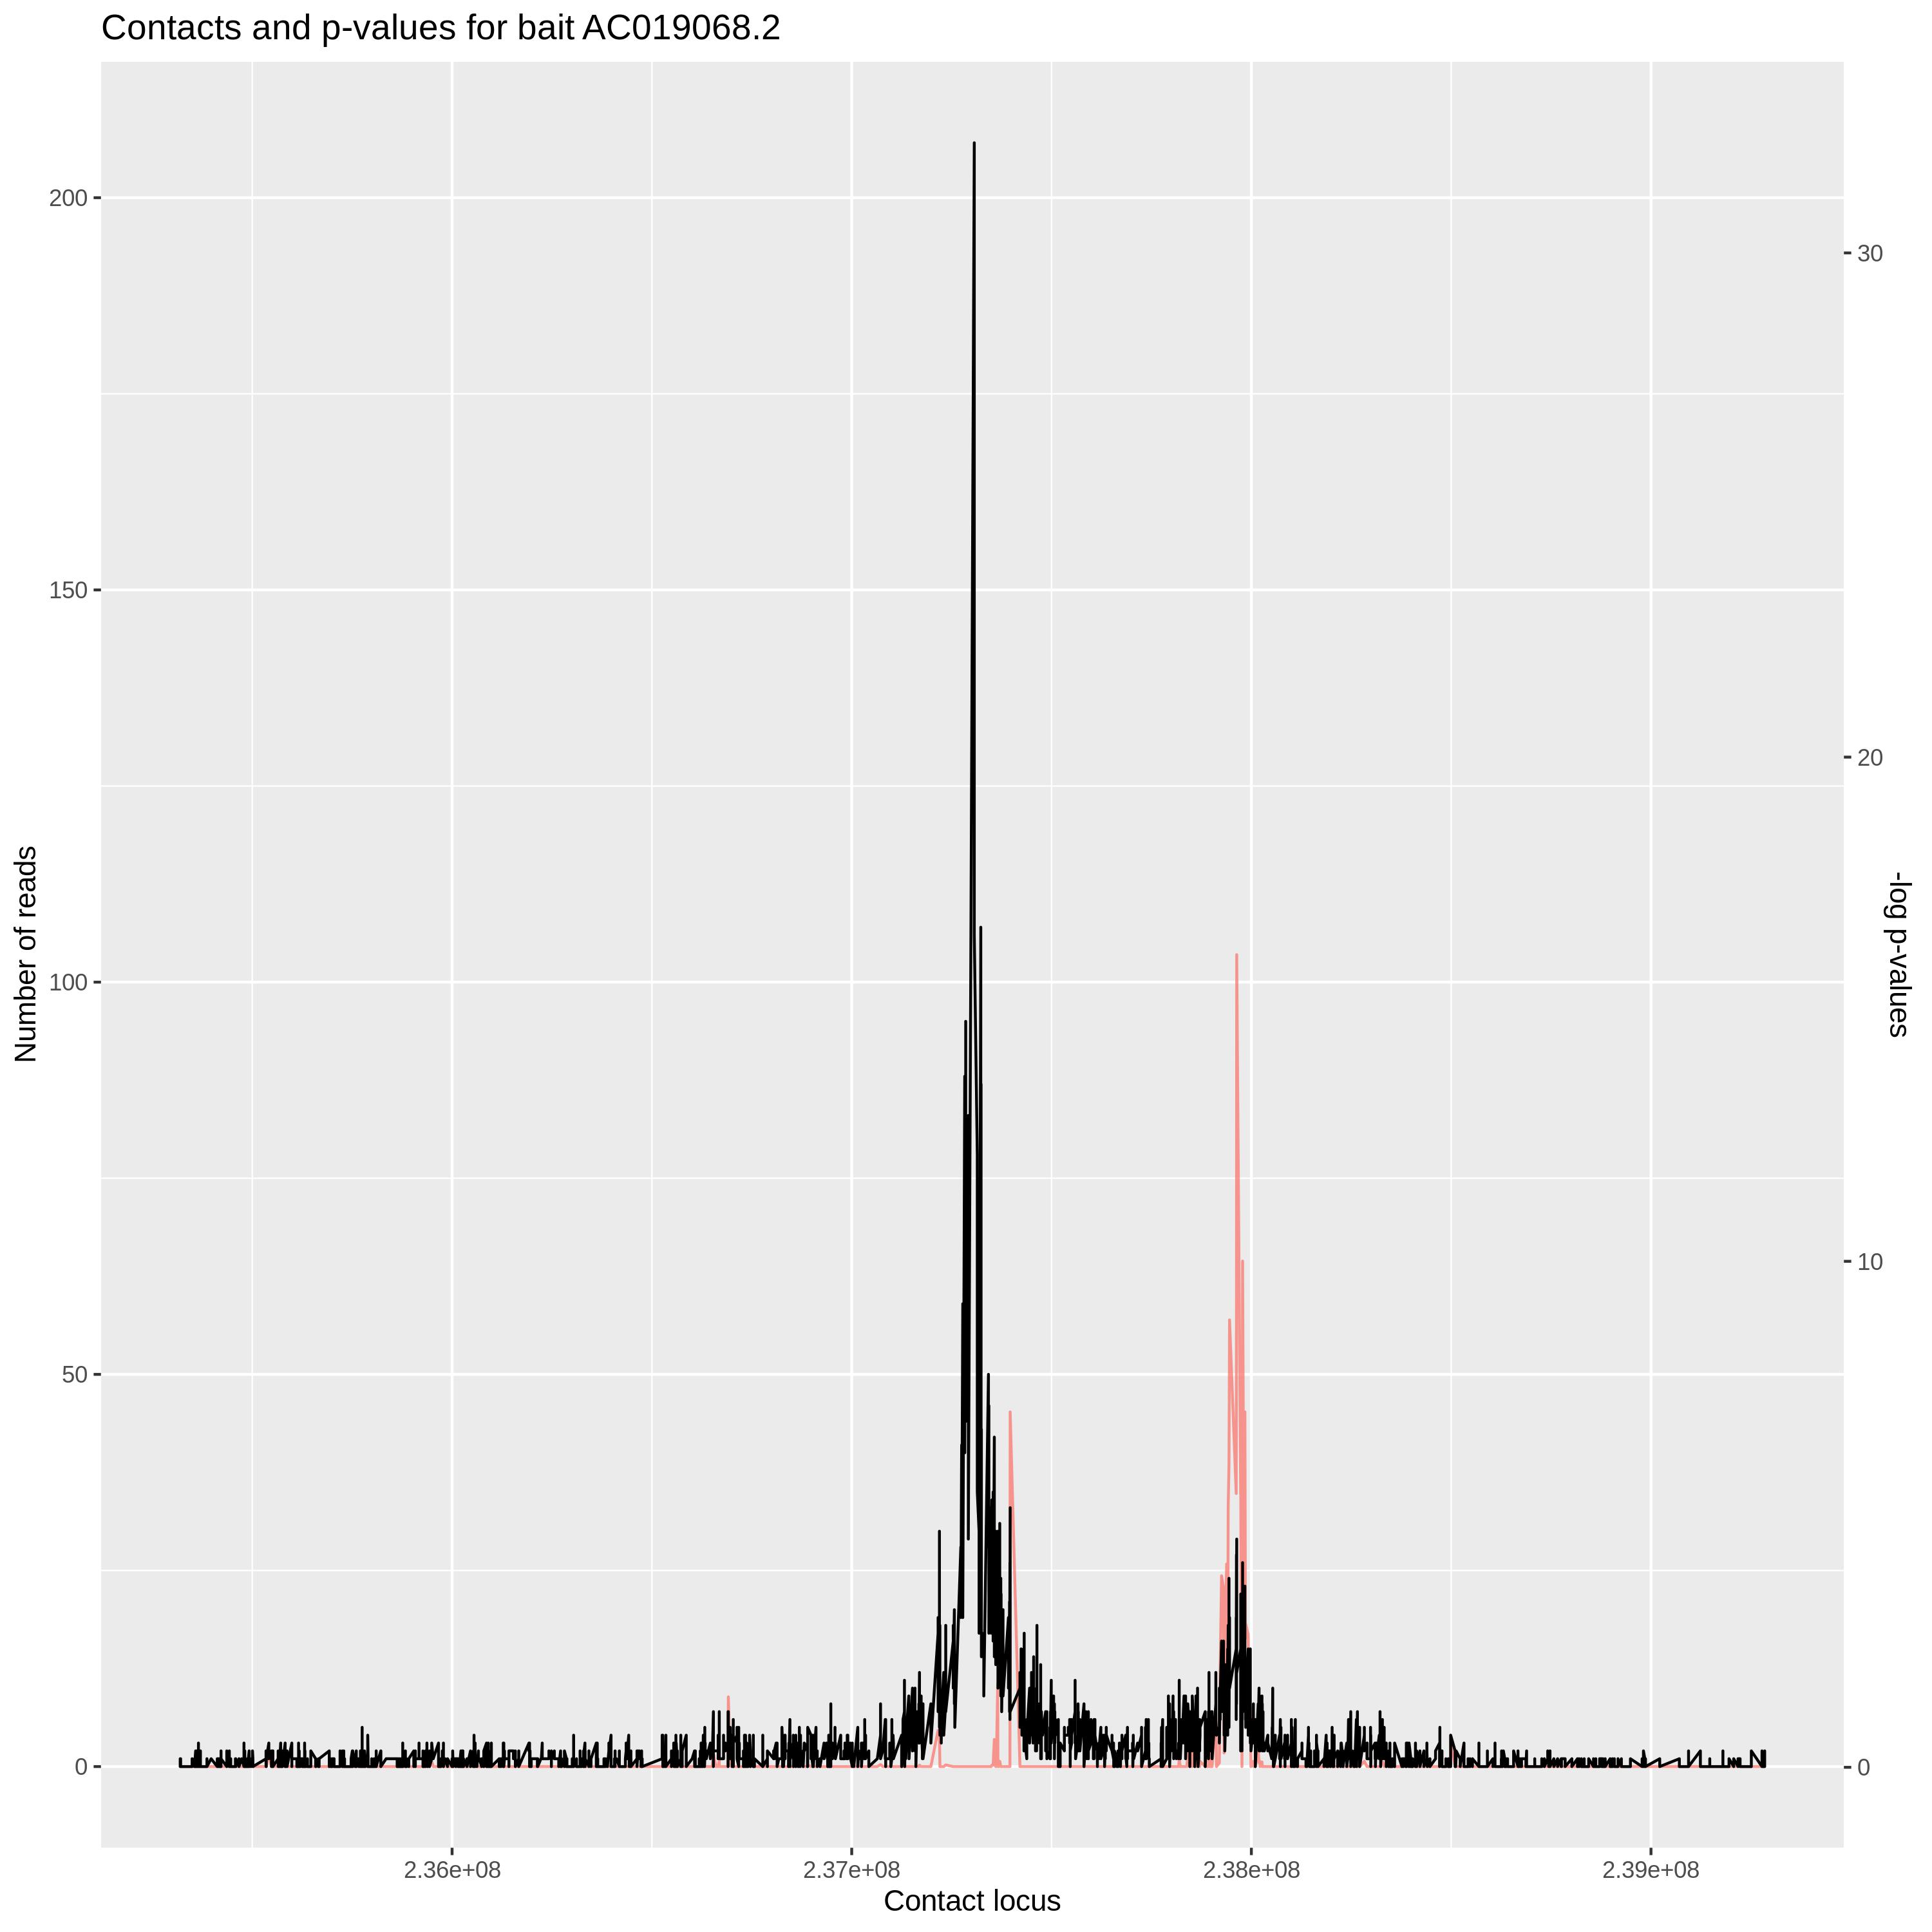 Contacts and p-values for bait AC019068.2
200
150
100
50
0
Number of reads
30
20
10
0
-log p-values
2.36e+08
2.37e+08
2.38e+08
2.39e+08
Contact locus